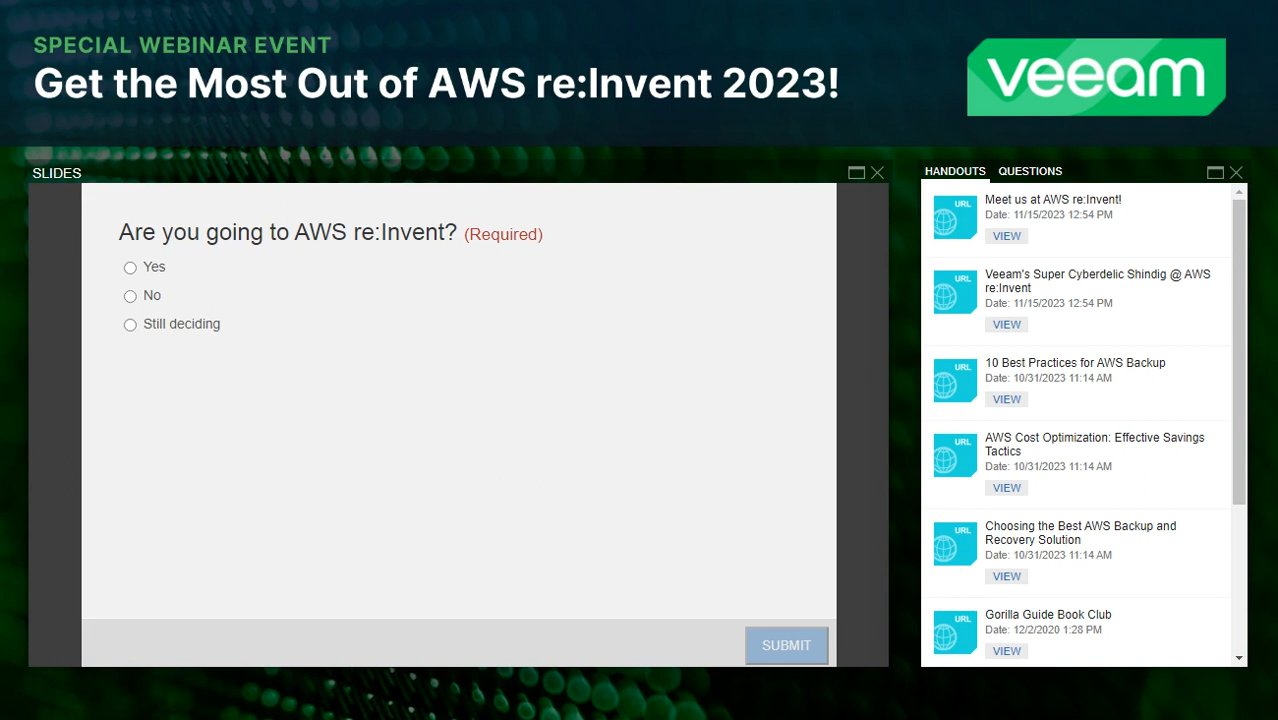 SPECIAL WEBINAR EVENT
Get the Most Out of AWS re:Invent 2023!
veeam
SLIDES
Are you going to AWS re:Invent? (Required)
Yes
No
Still deciding
SUBMIT
HANDOUTS QUESTIONS
URL
Meet us at AWS re:Invent!
Date: 11/15/2023 12:54 PM
VIEW
URL
Veeam's Super Cyberdelic Shindig @ AWS
re:Invent
Date: 11/15/2023 12:54 PM
VIEW
URL
10 Best Practices for AWS Backup
Date: 10/31/2023 11:14 AM
VIEW
URL
AWS Cost Optimization: Effective Savings
Tactics
Date: 10/31/2023 11:14 AM
VIEW
URL
Choosing the Best AWS Backup and
Recovery Solution
Date: 10/31/2023 11:14 AM
VIEW
URL
Gorilla Guide Book Club
Date: 12/2/2020 1:28 PM
VIEW